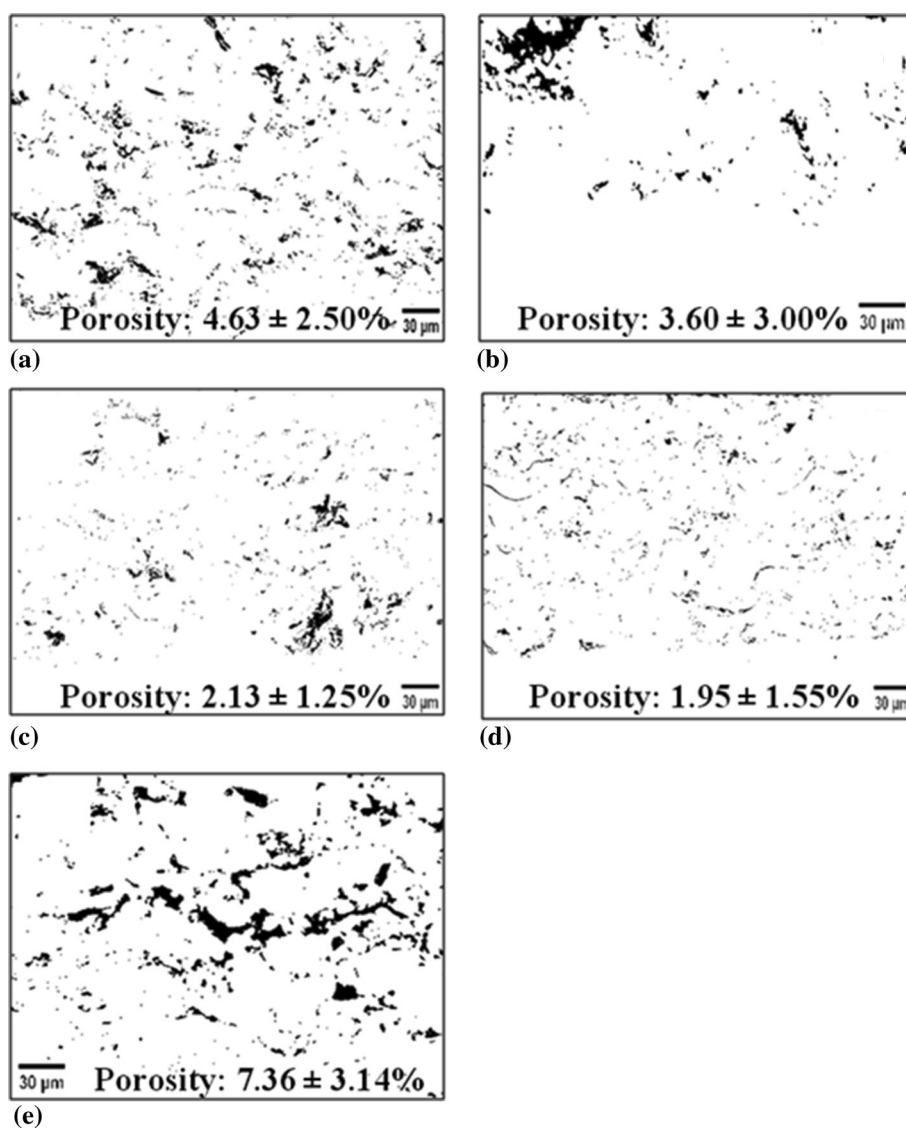 Porosity: 4.63 ± 2.50%
30 µm
(a)
Porosity: 3.60 ± 3.00%
30 µm
(b)
Porosity: 2.13 ± 1.25%
30 µm
(c)
Porosity: 1.95 ± 1.55%
30 µm
(d)
30 µm
Porosity: 7.36 ± 3.14%
(e)